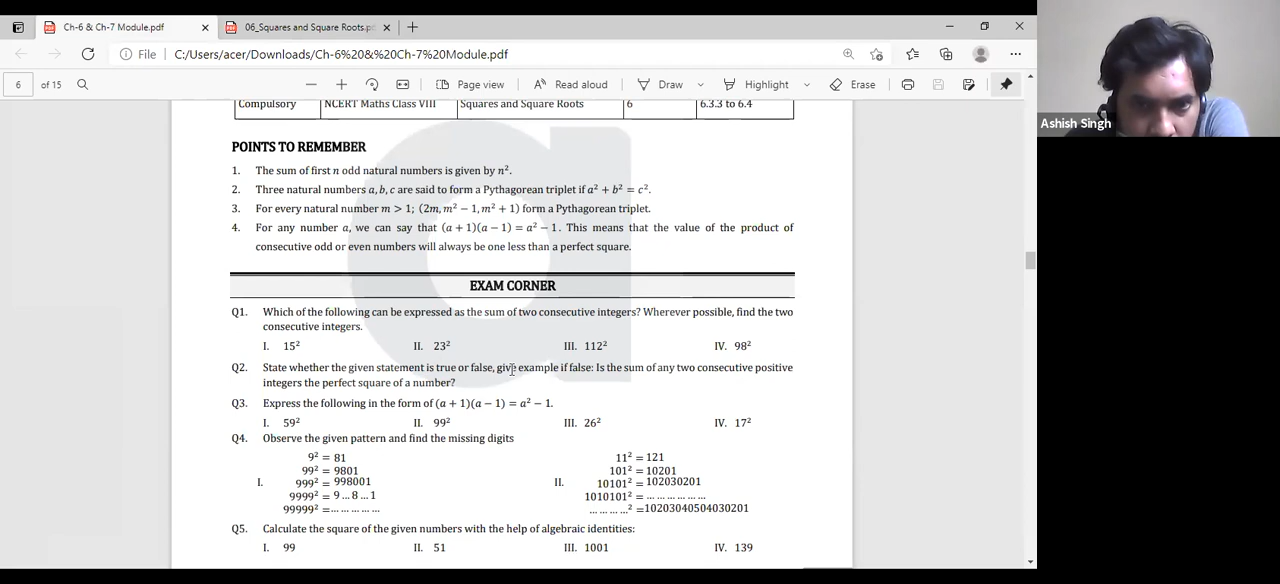 Ch-6 & Ch-7 Module.pdf
06_Squares and Square Roots.p
File C:/Users/acer/Downloads/Ch-6%20&%20Ch-7%20Module.pdf
6 of 15 Page view Read aloud Draw Highlight Erase
Ashish Singh
Compulsory NCERT Maths Class VIII Squares and Square Roots 6 6.3.3 to 6.4
POINTS TO REMEMBER
1. The sum of first n odd natural numbers is given by n².
2. Three natural numbers a, b, c are said to form a Pythagorean triplet if a² + b² = c².
3. For every natural number m > 1; (2m, m² − 1, m² + 1) form a Pythagorean triplet.
4. For any number a, we can say that (a + 1)(a − 1) = a² − 1. This means that the value of the product of
consecutive odd or even numbers will always be one less than a perfect square.
EXAM CORNER
Q1. Which of the following can be expressed as the sum of two consecutive integers? Wherever possible, find the two
consecutive integers.
I. 15² II. 23² III. 112² IV. 98²
Q2. State whether the given statement is true or false, give example if false: Is the sum of any two consecutive positive
integers the perfect square of a number?
Q3. Express the following in the form of (a + 1)(a − 1) = a² − 1.
I. 59² II. 99² III. 26² IV. 17²
Q4. Observe the given pattern and find the missing digits
9² = 81 11² = 121
99² = 9801 101² = 10201
I. 999² = 998001 II. 10101² = 102030201
9999² = 9 ... 8 ... 1 1010101² = ... ... ... ... ...
99999² = ... ... ... ... ... ... ... ...² =10203040504030201
Q5. Calculate the square of the given numbers with the help of algebraic identities:
I. 99 II. 51 III. 1001 IV. 139